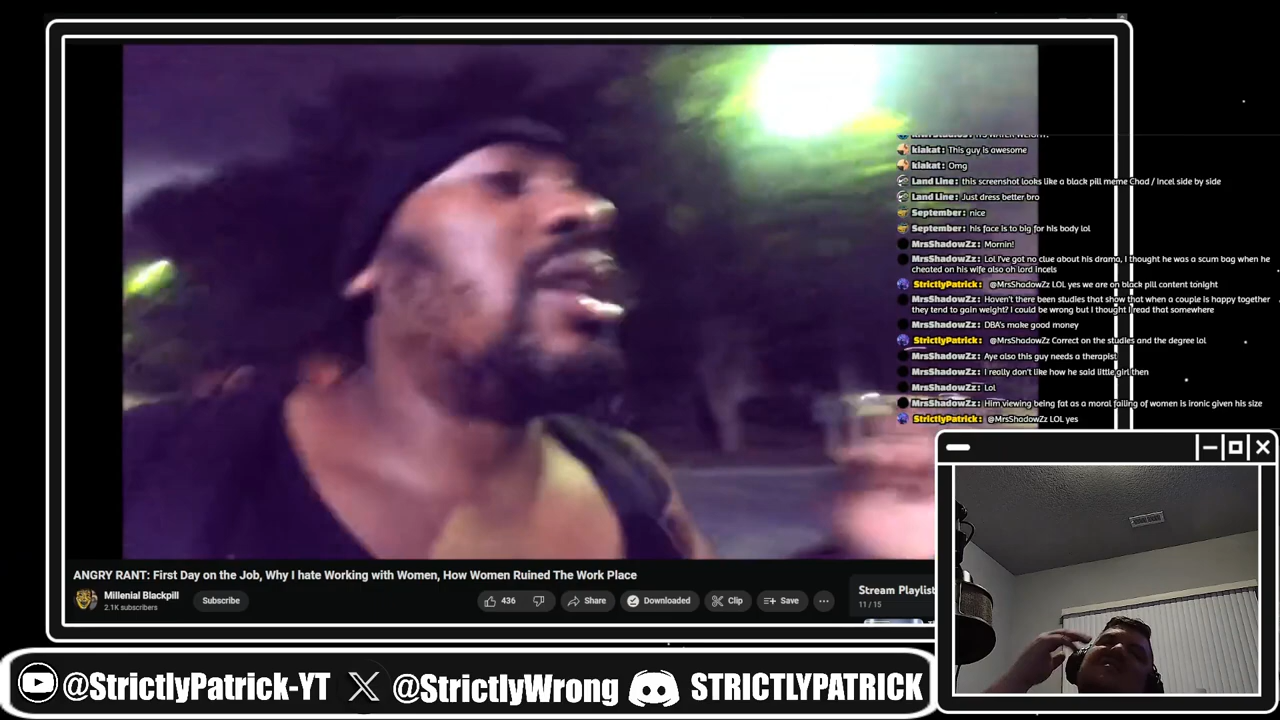 kiakat: This guy is awesome
kiakat: Omg
Land Line: this screenshot looks like a black pill meme Chad / Incel side by side
Land Line: Just dress better bro
September: nice
September: his face is to big for his body lol
MrsShadowZz: Mornin!
MrsShadowZz: Lol I've got no clue about his drama, I thought he was a scum bag when he
cheated on his wife also oh lord incels
StrictlyPatrick: @MrsShadowZz LOL yes we are on black pill content tonight
MrsShadowZz: Haven't there been studies that show that when a couple is happy together
they tend to gain weight? I could be wrong but I thought I read that somewhere
MrsShadowZz: DBA's make good money
StrictlyPatrick: @MrsShadowZz Correct on the studies and the degree lol
MrsShadowZz: Aye also this guy needs a therapist
MrsShadowZz: I really don't like how he said little girl then
MrsShadowZz: Lol
MrsShadowZz: Him viewing being fat as a moral failing of women is ironic given his size
StrictlyPatrick: @MrsShadowZz LOL yes
ANGRY RANT: First Day on the Job, Why I hate Working with Women, How Women Ruined The Work Place
Millenial Blackpill
2.1K subscribers
Subscribe
436
Share
Downloaded
Clip
Save
Stream Playlist
11 / 15
@StrictlyPatrick-YT
@StrictlyWrong
STRICTLYPATRICK